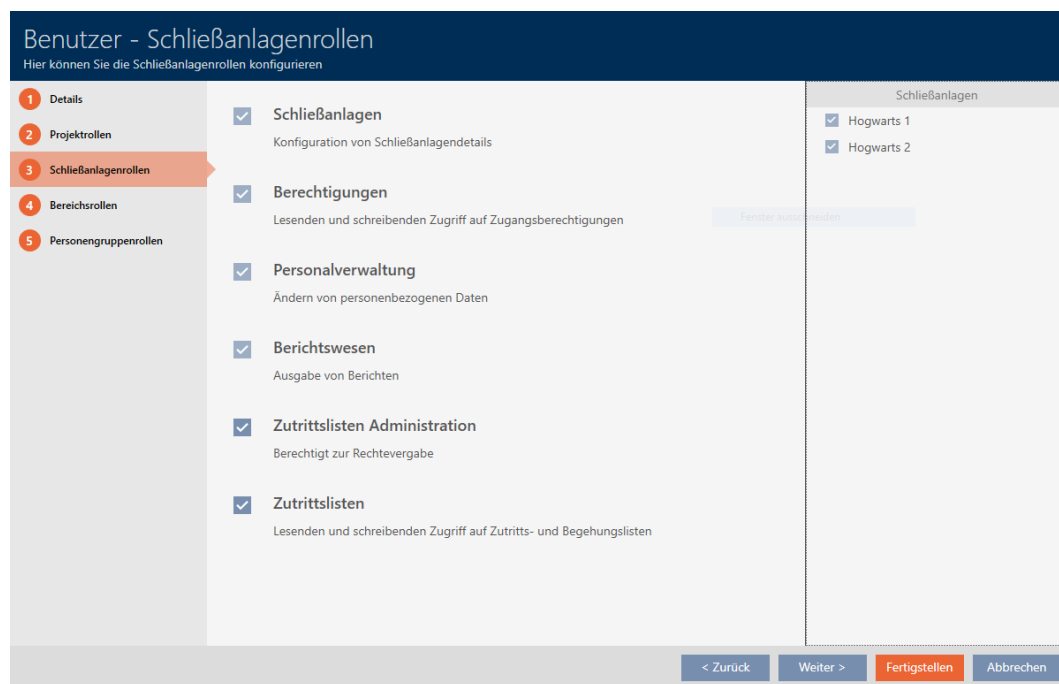 Benutzer - Schließanlagenrollen
Hier können Sie die Schließanlagenrollen konfigurieren
1 Details
2 Projektrollen
3 Schließanlagenrollen
4 Bereichsrollen
5 Personengruppenrollen
Schließanlagen
Konfiguration von Schließanlagendetails
Berechtigungen
Lesenden und schreibenden Zugriff auf Zugangsberechtigungen
Personalverwaltung
Ändern von personenbezogenen Daten
Berichtswesen
Ausgabe von Berichten
Zutrittslisten Administration
Berechtigt zur Rechtevergabe
Zutrittslisten
Lesenden und schreibenden Zugriff auf Zutritts- und Begehungslisten
Fenster ausschneiden
Schließanlagen
Hogwarts 1
Hogwarts 2
< Zurück
Weiter >
Fertigstellen
Abbrechen